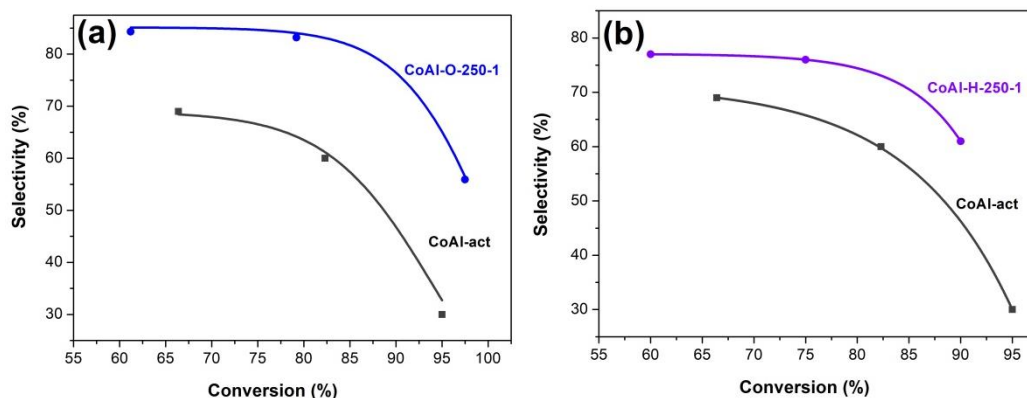 (a)
CoAl-O-250-1
CoAl-act
Selectivity (%)
80
70
60
50
40
30
55 60 65 70 75 80 85 90 95 100
Conversion (%)
(b)
CoAl-H-250-1
CoAl-act
Selectivity (%)
80
70
60
50
40
30
55 60 65 70 75 80 85 90 95
Conversion (%)